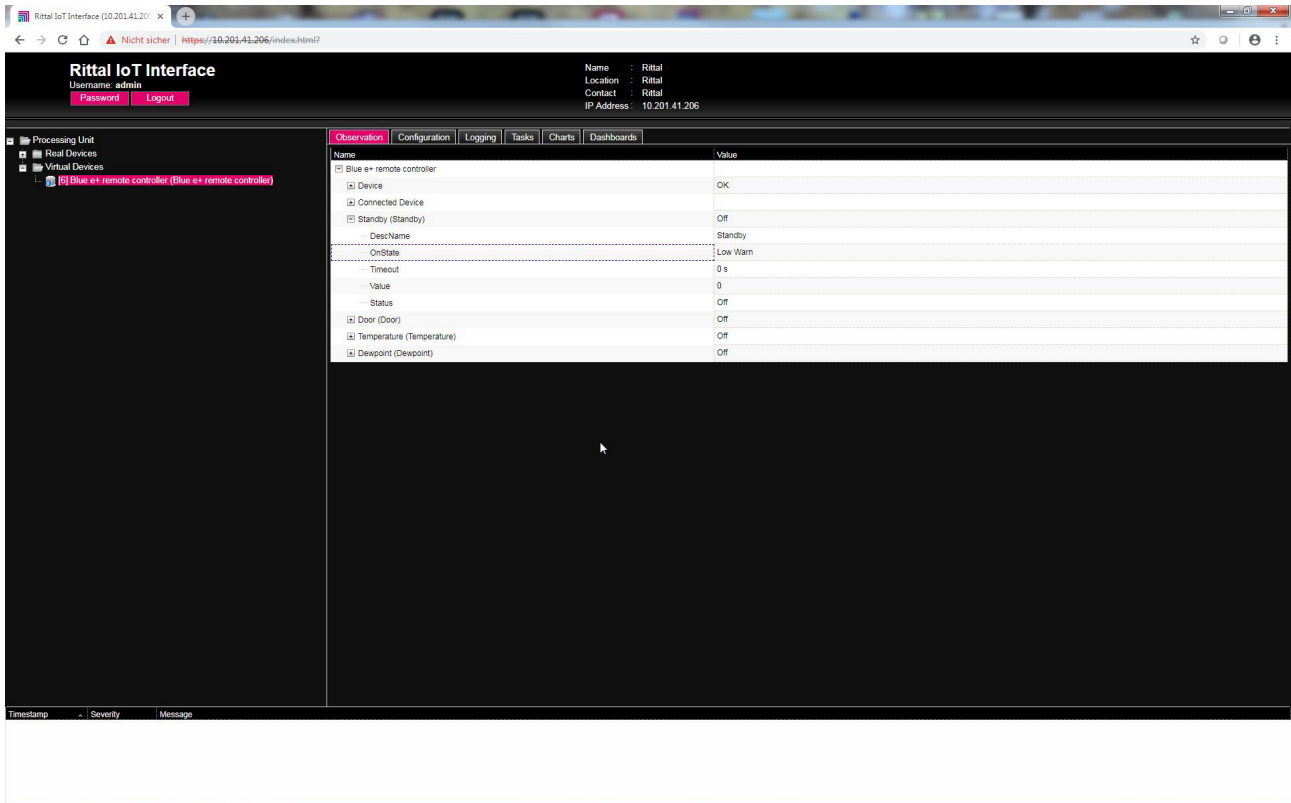 Rittal IoT Interface (10.201.41.20
Nicht sicher | https://10.201.41.206/index.html?
Rittal IoT Interface
Username: admin
Password Logout
Name : Rittal
Location : Rittal
Contact : Rittal
IP Address : 10.201.41.206
Processing Unit
Real Devices
Virtual Devices
[6] Blue e+ remote controller (Blue e+ remote controller)
Observation Configuration Logging Tasks Charts Dashboards
Name Value
Blue e+ remote controller
Device OK
Connected Device
Standby (Standby) Off
DescName Standby
OnState Low Warn
Timeout 0 s
Value 0
Status Off
Door (Door) Off
Temperature (Temperature) Off
Dewpoint (Dewpoint) Off
Timestamp Severity Message